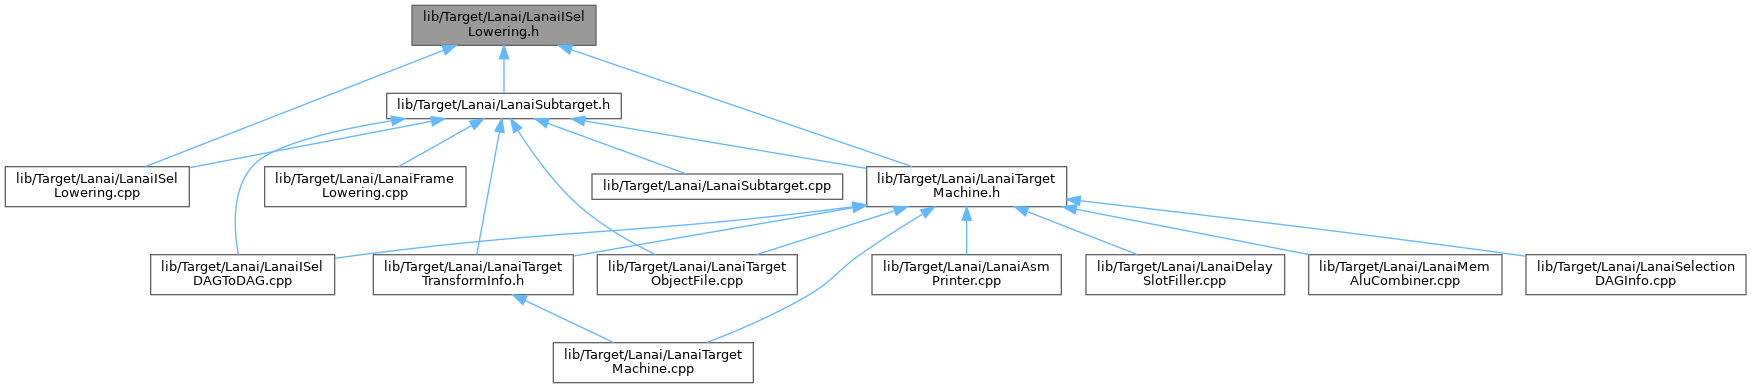 lib/Target/Lanai/LanaiISel
Lowering.h
lib/Target/Lanai/LanaiSubtarget.h
lib/Target/Lanai/LanaiISel
Lowering.cpp
lib/Target/Lanai/LanaiFrame
Lowering.cpp
lib/Target/Lanai/LanaiSubtarget.cpp
lib/Target/Lanai/LanaiTarget
Machine.h
lib/Target/Lanai/LanaiISel
DAGToDAG.cpp
lib/Target/Lanai/LanaiTarget
TransformInfo.h
lib/Target/Lanai/LanaiTarget
ObjectFile.cpp
lib/Target/Lanai/LanaiAsm
Printer.cpp
lib/Target/Lanai/LanaiDelay
SlotFiller.cpp
lib/Target/Lanai/LanaiMem
AluCombiner.cpp
lib/Target/Lanai/LanaiSelection
DAGInfo.cpp
lib/Target/Lanai/LanaiTarget
Machine.cpp